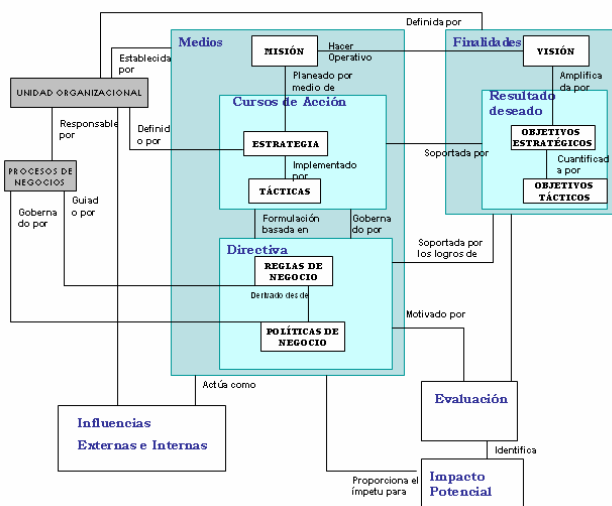 Definida por
Medios
MISIÓN
Hacer
Operativo
Finalidades
VISIÓN
Establecida
por
Planeado por
medio de
Amplifica
da por
UNIDAD ORGANIZACIONAL
Cursos de Acción
Resultado
deseado
Responsable
por
Definid
o por
ESTRATEGIA
OBJETIVOS
ESTRATÉGICOS
Soportada por
PROCESOS DE
NEGOCIOS
Implementado
por
Cuantificad
a por
TÁCTICAS
OBJETIVOS
TÁCTICOS
Goberna
do por
Guiad
o por
Formulación
basada en
Goberna
do por
Directiva
Soportada por
los logros de
REGLAS DE
NEGOCIO
Derivado desde
Motivado por
POLÍTICAS DE
NEGOCIO
Actúa como
Evaluación
Influencias
Externas e Internas
Identifica
Proporciona el
ímpetu para
Impacto
Potencial